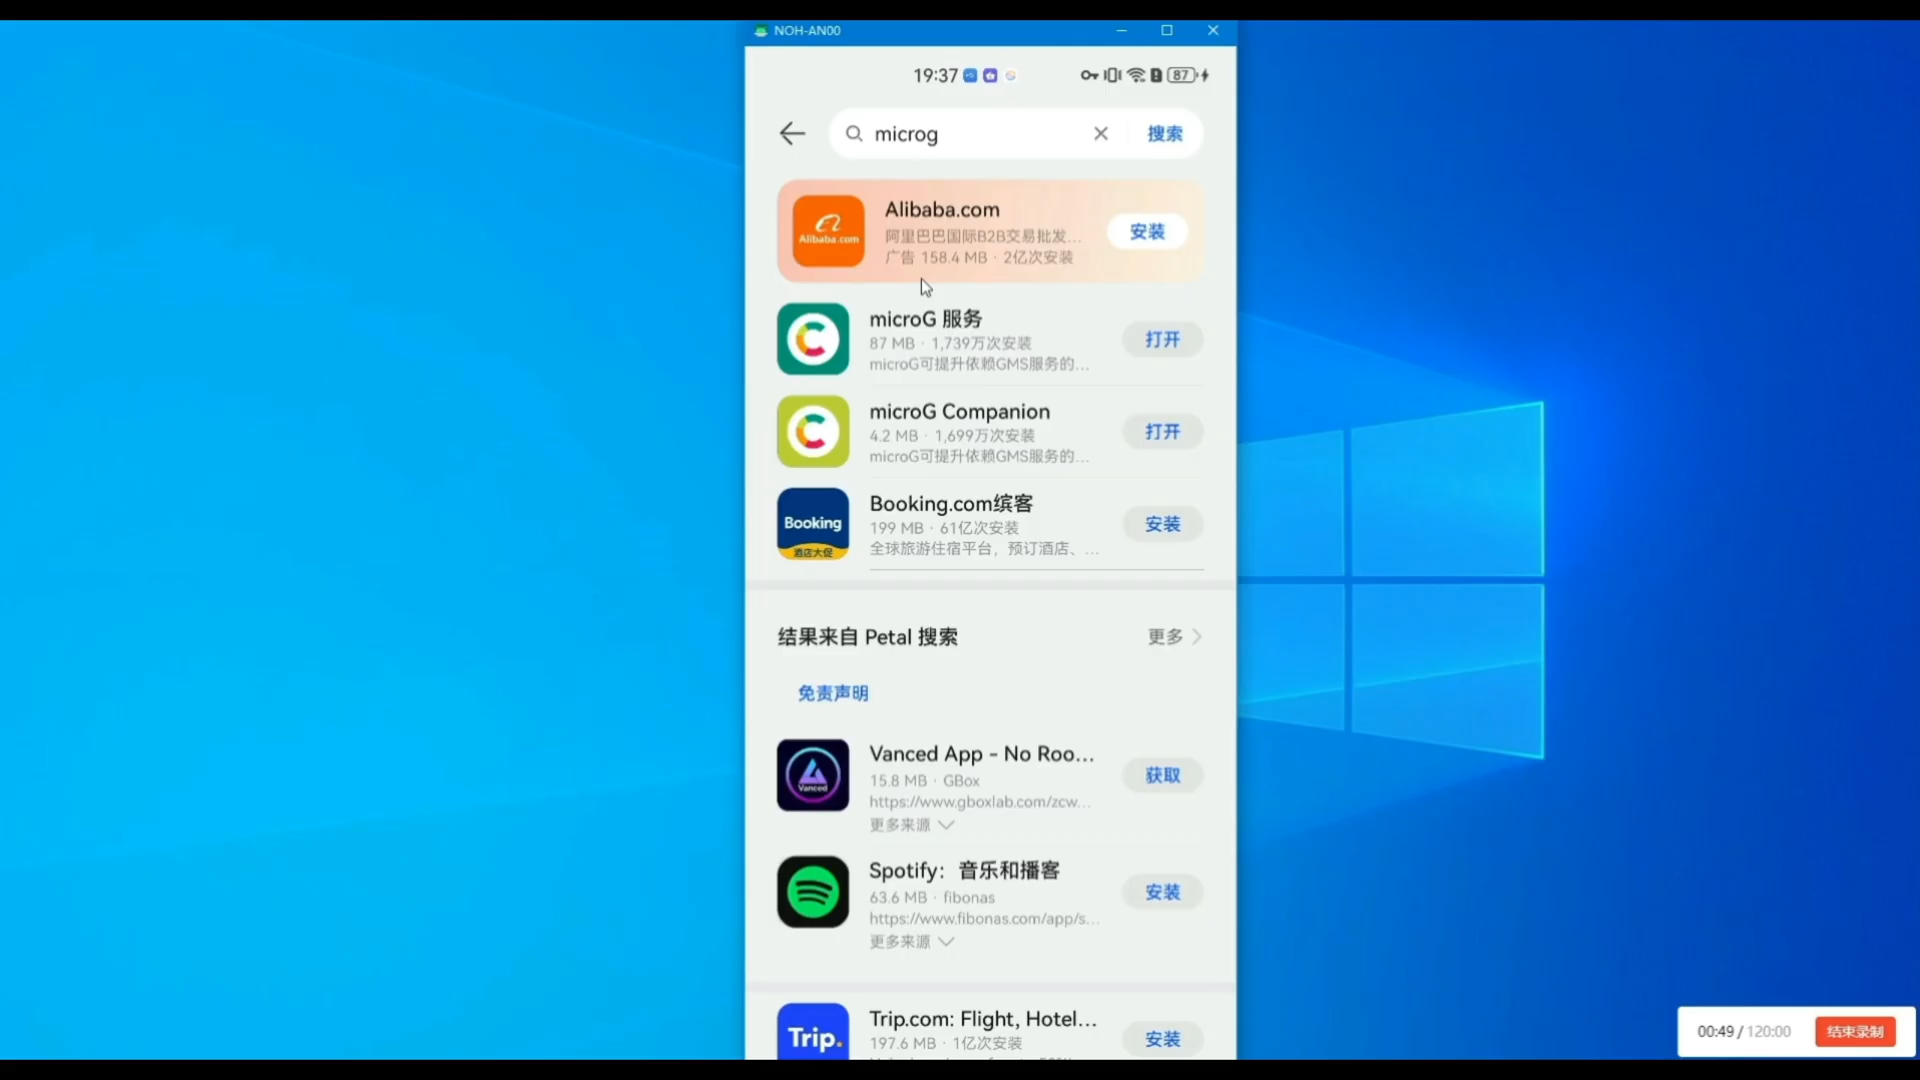 NOH-AN00
19:37
87
microg
搜索
Alibaba.com
Alibaba.com
阿里巴巴国际B2B交易批发...
广告 158.4 MB · 2亿次安装
安装
microG 服务
87 MB · 1,739万次安装
microG可提升依赖GMS服务的...
打开
microG Companion
4.2 MB · 1,699万次安装
microG可提升依赖GMS服务的...
打开
Booking
酒店大促
Booking.com缤客
199 MB · 61亿次安装
全球旅游住宿平台，预订酒店、...
安装
结果来自 Petal 搜索
更多
免责声明
Vanced
Vanced App - No Roo...
15.8 MB · GBox
https://www.gboxlab.com/zcw...
更多来源
获取
Spotify：音乐和播客
63.6 MB · fibonas
https://www.fibonas.com/app/s...
更多来源
安装
Trip.
Trip.com: Flight, Hotel...
197.6 MB · 1亿次安装
安装
00:49 / 120:00
结束录制